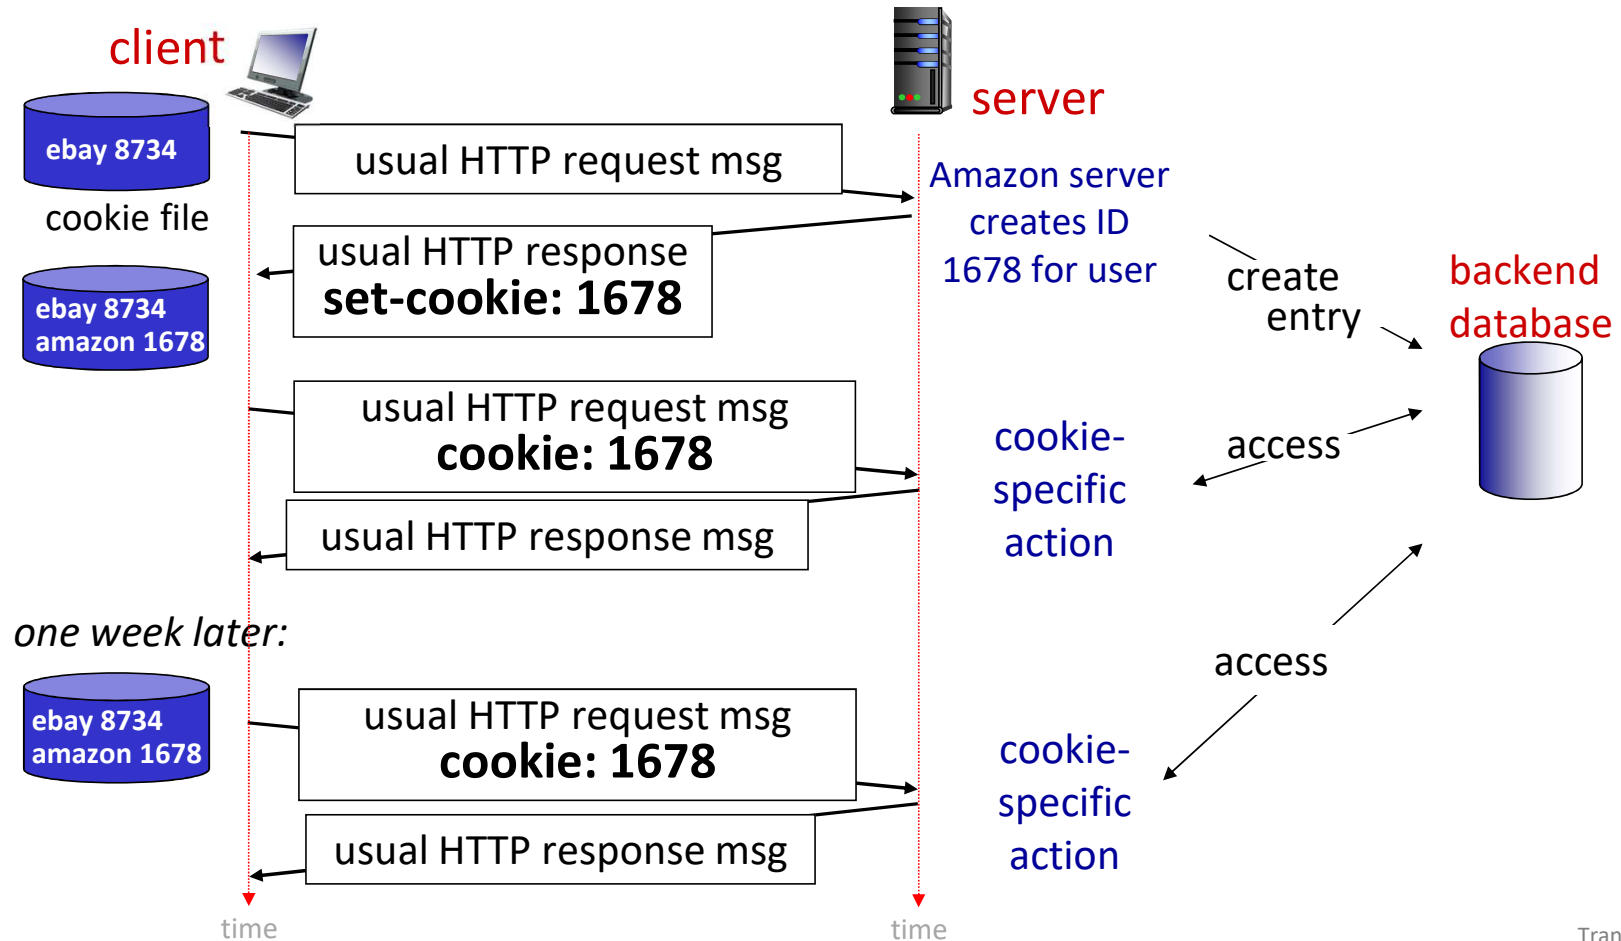 client
server
ebay 8734
cookie file
usual HTTP request msg
Amazon server
creates ID
1678 for user
usual HTTP response
set-cookie: 1678
create
entry
backend
database
ebay 8734
amazon 1678
usual HTTP request msg
cookie: 1678
cookie-
specific
action
access
usual HTTP response msg
one week later:
access
ebay 8734
amazon 1678
usual HTTP request msg
cookie: 1678
cookie-
specific
action
usual HTTP response msg
time
time
Tran